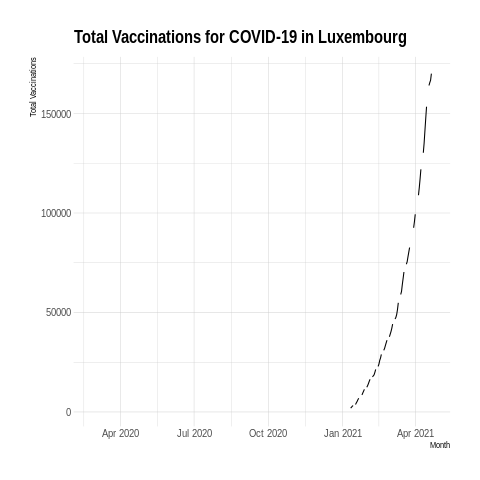 Total Vaccinations for COVID-19 in Luxembourg
Total Vaccinations
150000
100000
50000
0
Apr 2020 Jul 2020 Oct 2020 Jan 2021 Apr 2021
Month